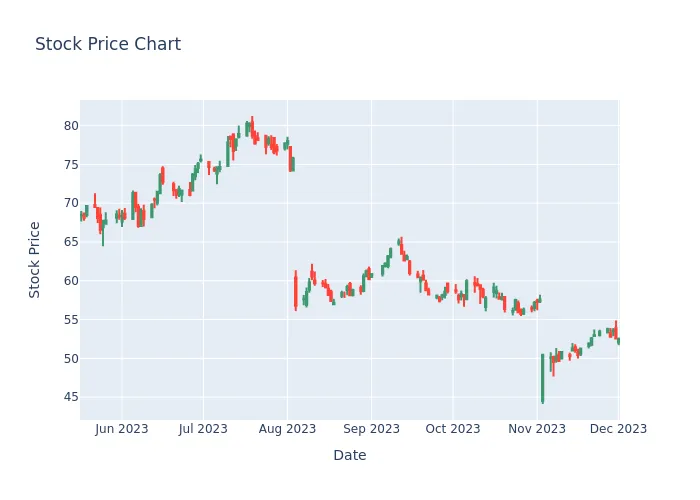 Stock Price Chart
Stock Price
80
75
70
65
60
55
50
45
Jun 2023
Jul 2023
Aug 2023
Sep 2023
Oct 2023
Nov 2023
Dec 2023
Date